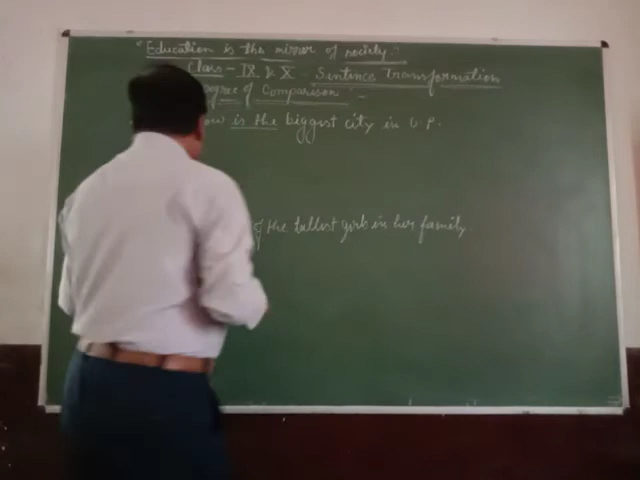 "Education is the mirror of society."
Class - IX & X - Sentence Transformation
Degree of Comparison -
is the biggest city in U.P.
of the tallest girls in her family.